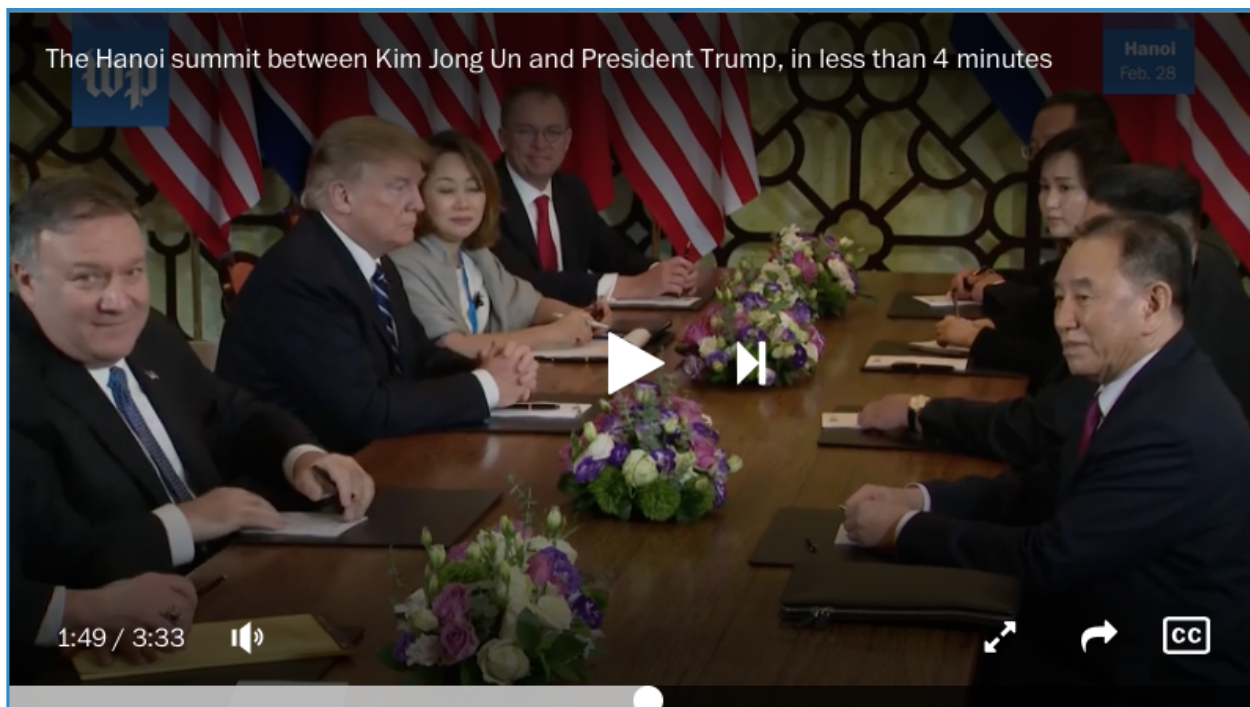 The Hanoi summit between Kim Jong Un and President Trump, in less than 4 minutes
wp
Hanoi
Feb. 28
1:49 / 3:33
CC